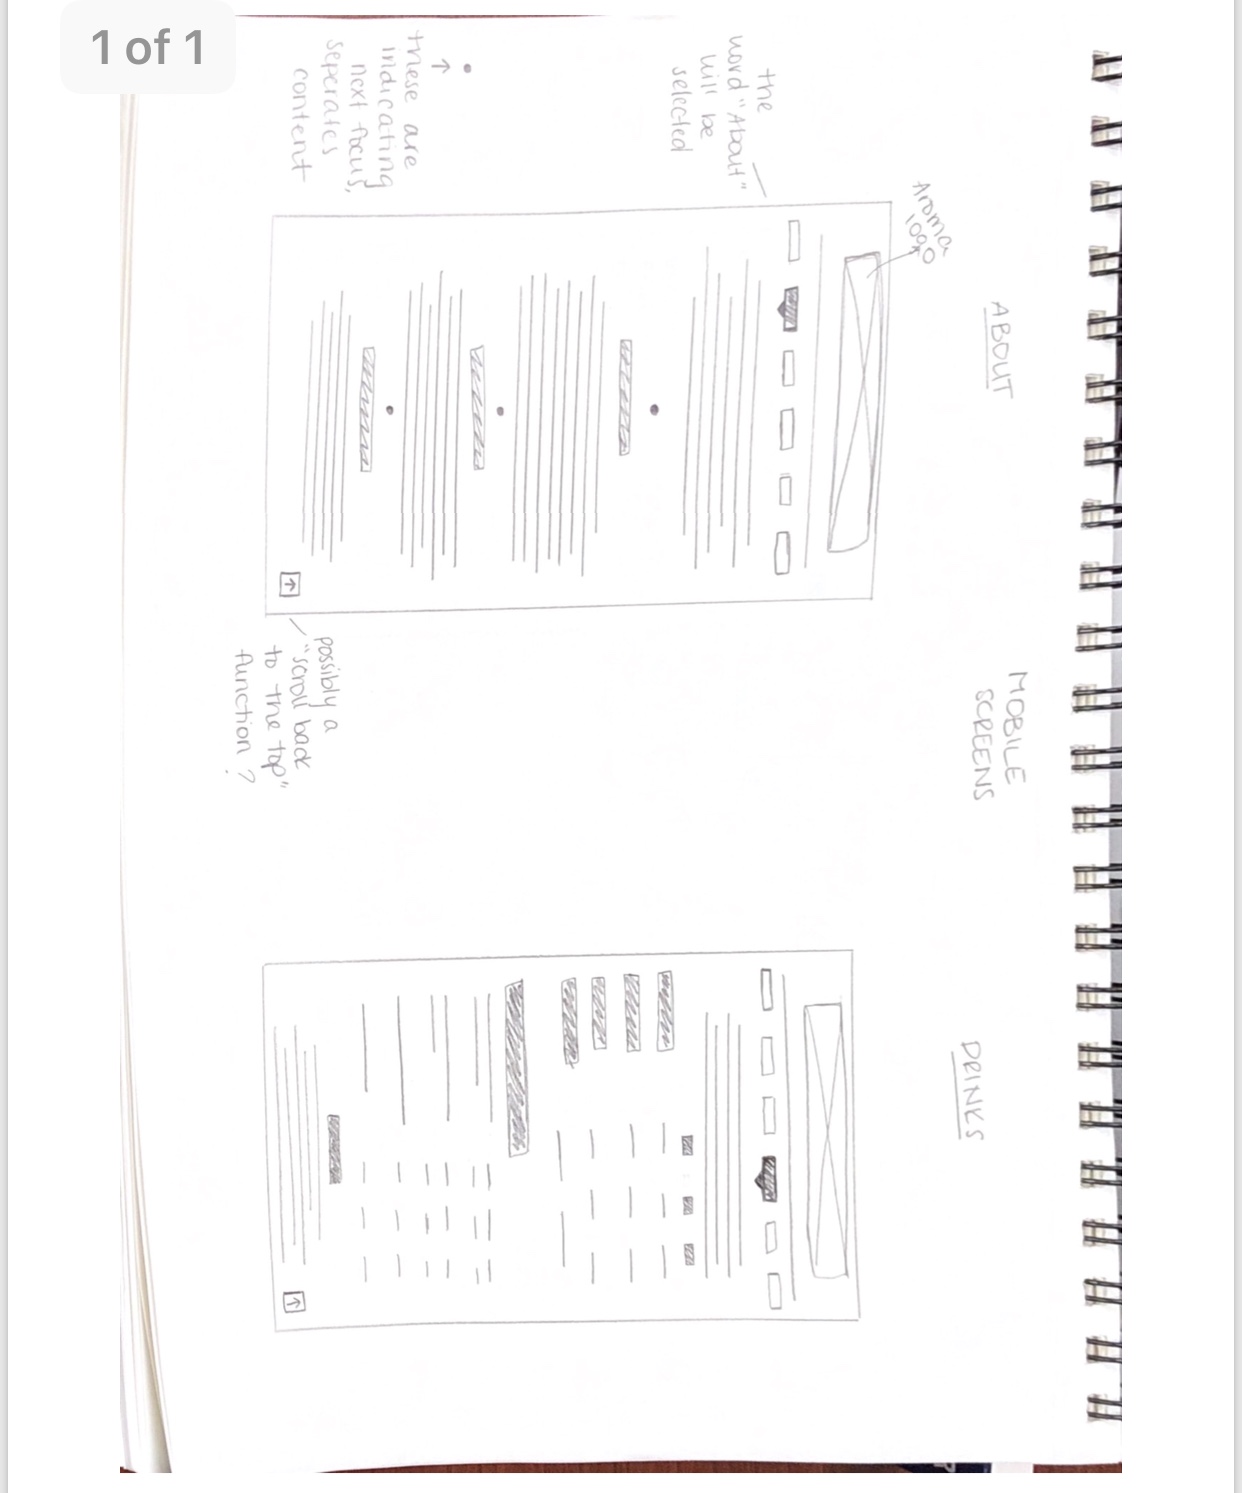 1 of 1
MOBILE
SCREENS
ABOUT
Aroma
logo
the
word "About"
will be
selected
these are
indicating
next focus,
seperates
content
possibly a
"scroll back
to the top"
function?
DRINKS